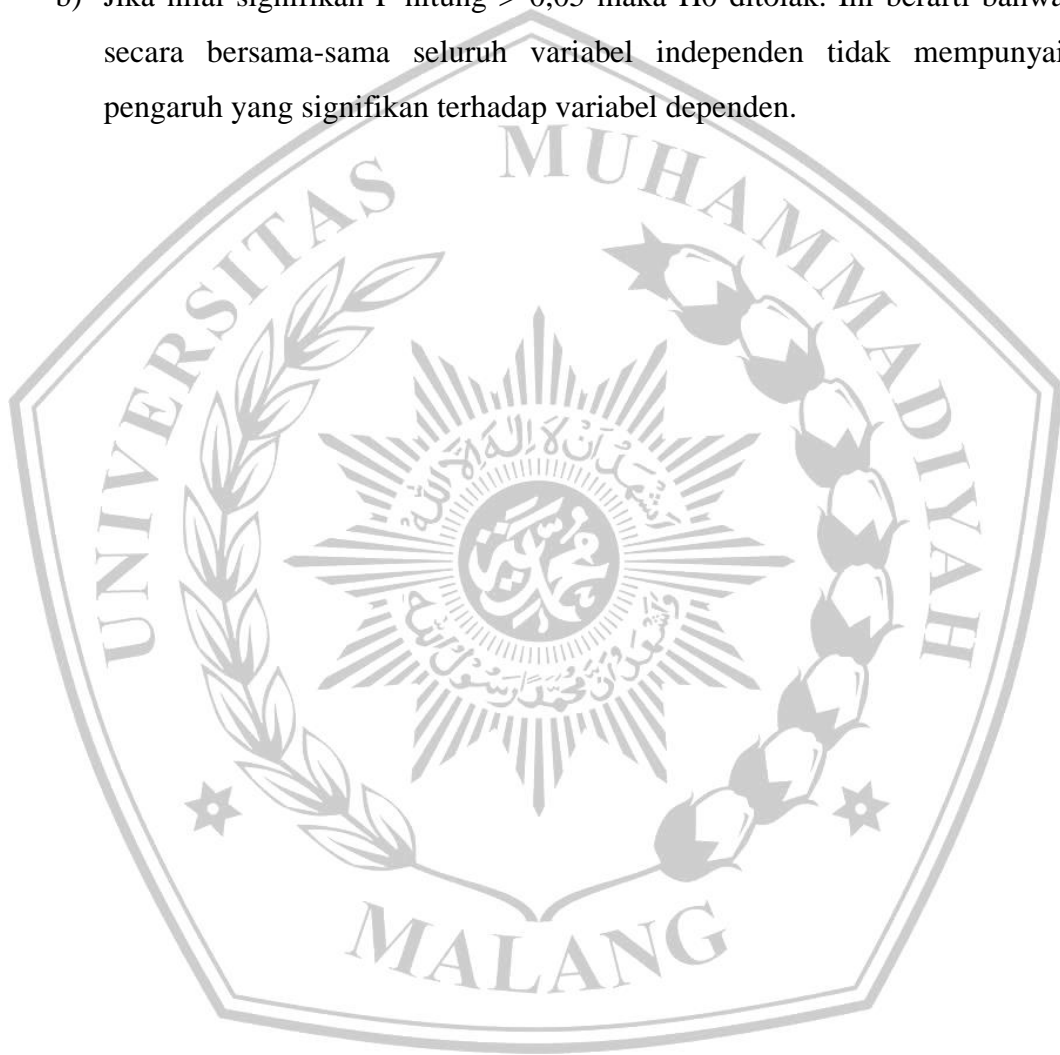 b) Jika nilai signifikan F hitung > 0,05 maka H0 ditolak. Ini berarti bahwa
secara bersama-sama seluruh variabel independen tidak mempunyai
pengaruh yang signifikan terhadap variabel dependen.
UNIVERSITAS MUHAMMADIYAH
MALANG